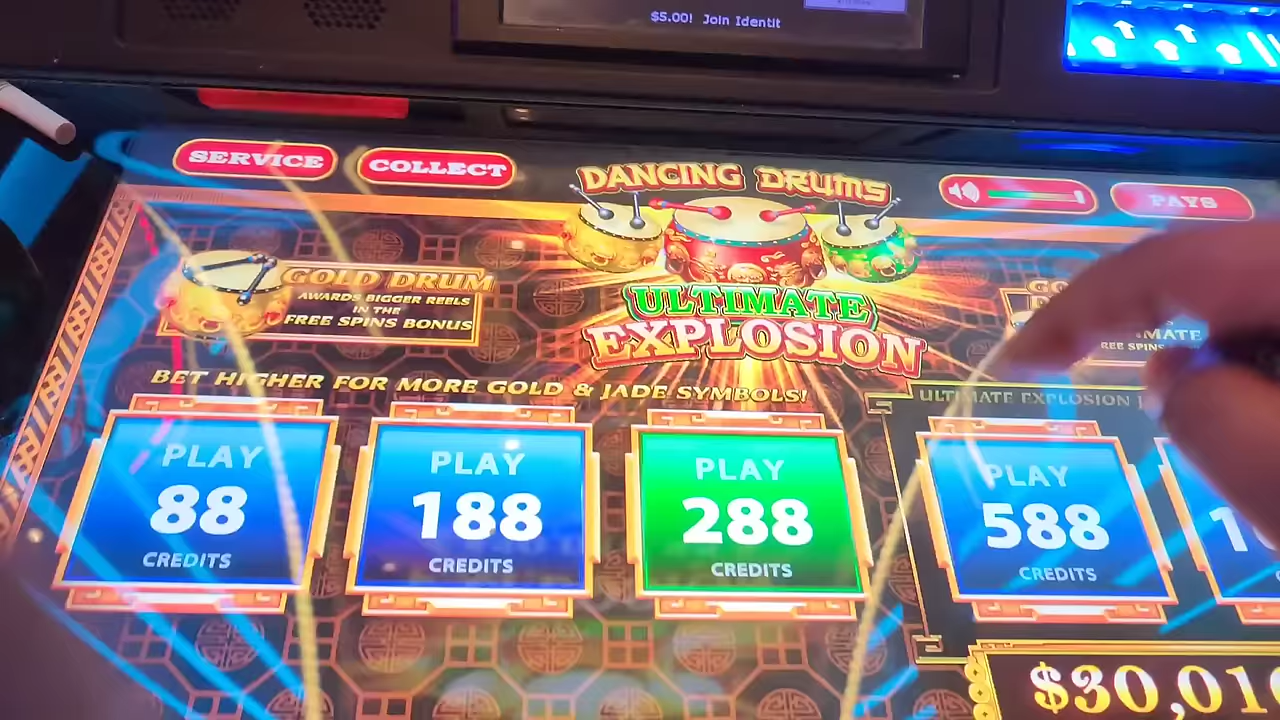 $5.00! Join Identit
SERVICE
COLLECT
DANCING DRUMS
PAYS
GOLD DRUM
AWARDS BIGGER REELS
IN THE
FREE SPINS BONUS
ULTIMATE
EXPLOSION
BET HIGHER FOR MORE GOLD & JADE SYMBOLS!
ULTIMATE EXPLOSION
PLAY
88
CREDITS
PLAY
188
CREDITS
PLAY
288
CREDITS
PLAY
588
CREDITS
$30,01